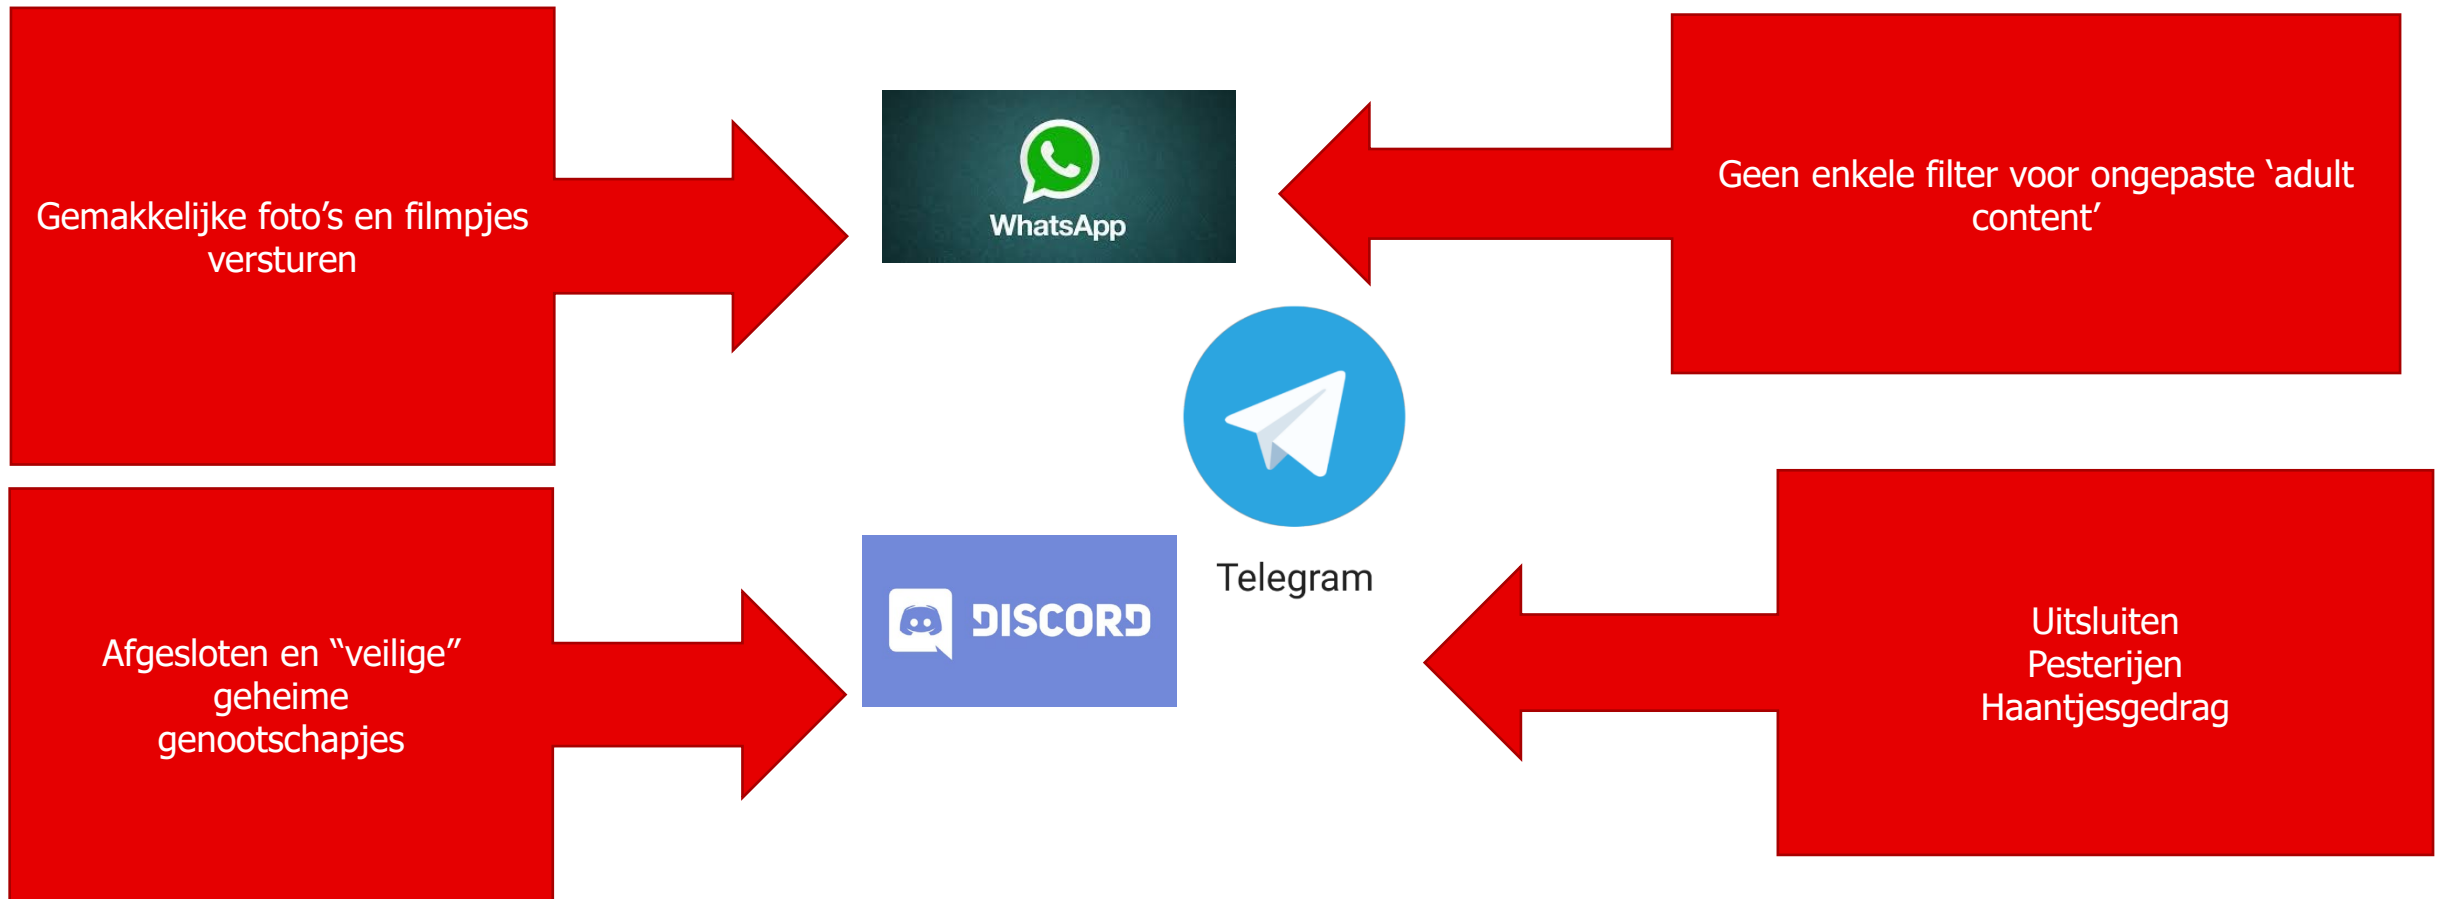 Gemakkelijke foto’s en filmpjes
versturen
WhatsApp
Geen enkele filter voor ongepaste ‘adult
content’
Telegram
Afgesloten en “veilige”
geheime
genootschapjes
DISCORD
Uitsluiten
Pesterijen
Haantjesgedrag